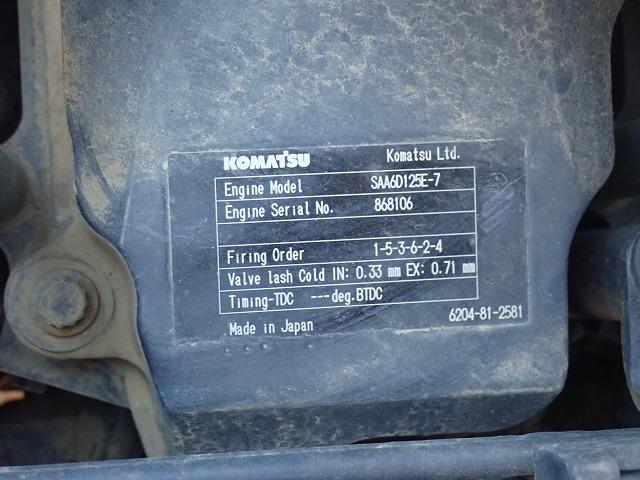 KOMATSU Komatsu Ltd.
Engine Model SAA6D125E-7
Engine Serial No. 868106
Firing Order 1-5-3-6-2-4
Valve lash Cold IN: 0.33 mm EX: 0.71 mm
Timing-TDC ---deg.BTDC
Made in Japan 6204-81-2581